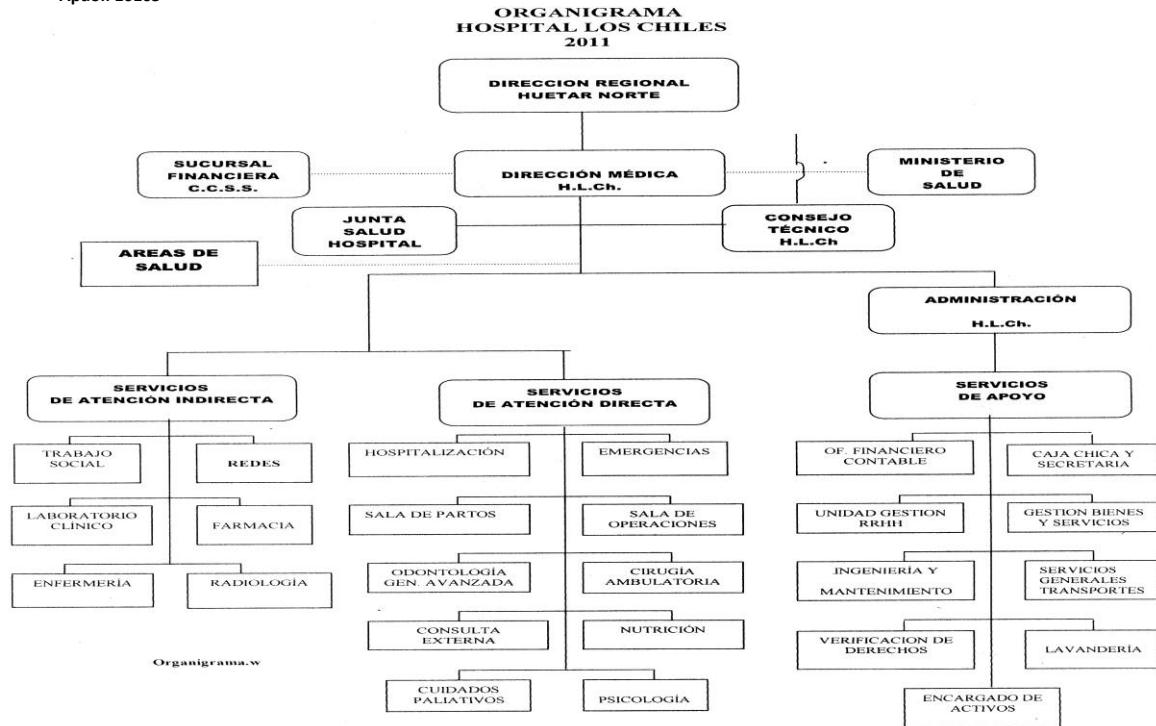 ORGANIGRAMA
HOSPITAL LOS CHILES
2011
DIRECCION REGIONAL
HUETAR NORTE
SUCURSAL
FINANCIERA
C.C.S.S.
DIRECCIÓN MÉDICA
H.L.Ch.
MINISTERIO
DE
SALUD
JUNTA
SALUD
HOSPITAL
CONSEJO
TÉCNICO
H.L.Ch
AREAS DE
SALUD
ADMINISTRACIÓN
H.L.Ch.
SERVICIOS
DE ATENCIÓN INDIRECTA
SERVICIOS
DE ATENCIÓN DIRECTA
SERVICIOS
DE APOYO
TRABAJO
SOCIAL
REDES
LABORATORIO
CLÍNICO
FARMACIA
ENFERMERÍA
RADIOLOGÍA
HOSPITALIZACIÓN
EMERGENCIAS
SALA DE PARTOS
SALA DE
OPERACIONES
ODONTOLOGÍA
GEN. AVANZADA
CIRUGÍA
AMBULATORIA
CONSULTA
EXTERNA
NUTRICIÓN
CUIDADOS
PALIATIVOS
PSICOLOGÍA
OF. FINANCIERO
CONTABLE
CAJA CHICA Y
SECRETARIA
UNIDAD GESTION
RRHH
GESTION BIENES
Y SERVICIOS
INGENIERÍA Y
MANTENIMIENTO
SERVICIOS
GENERALES
TRANSPORTES
VERIFICACION DE
DERECHOS
LAVANDERÍA
ENCARGADO DE
ACTIVOS
Organigrama.w